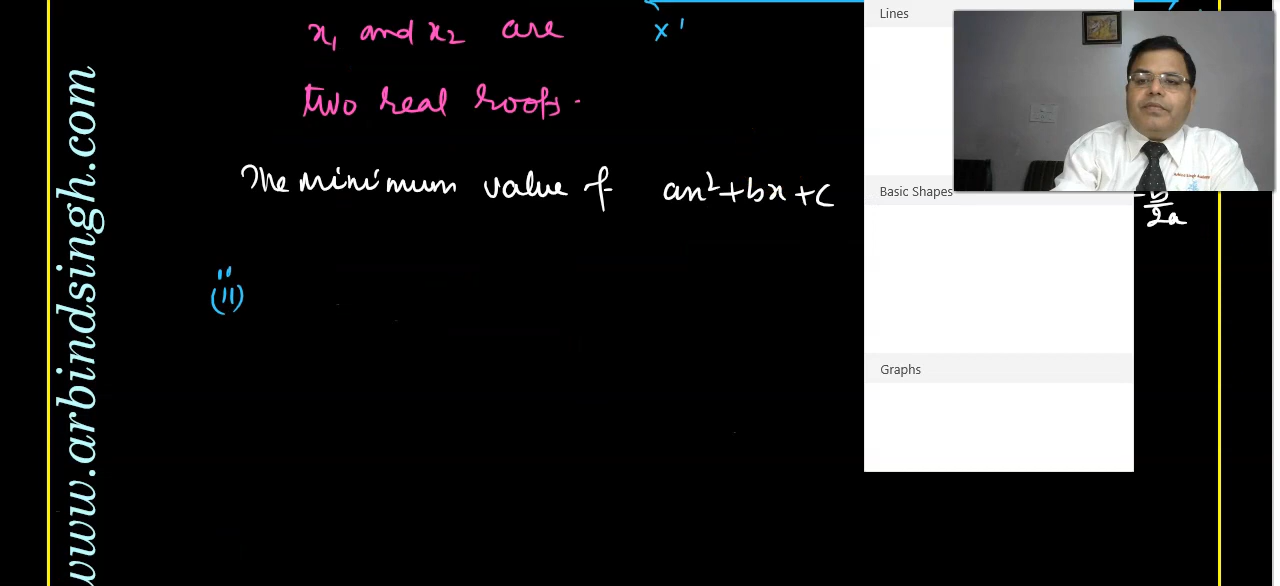 x₁ and x₂ are
x'
two real roots.
The minimum value of ax²+bx+c
2a
(ii)
Lines
Basic Shapes
Graphs
www.arbindsingh.com